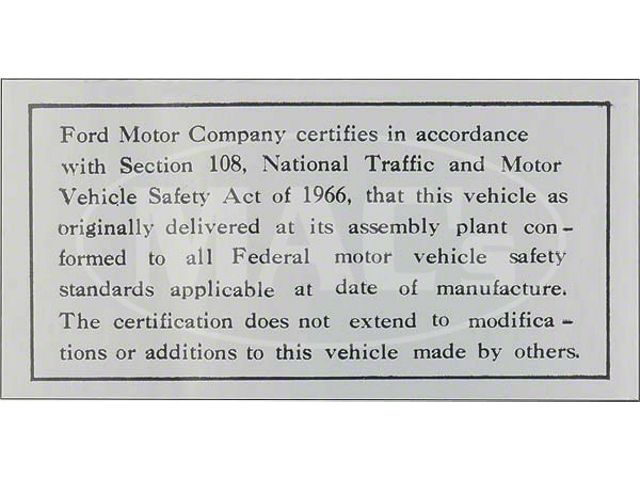 Ford Motor Company certifies in accordance
with Section 108, National Traffic and Motor
Vehicle Safety Act of 1966, that this vehicle as
originally delivered at its assembly plant con-
formed to all Federal motor vehicle safety
standards applicable at date of manufacture.
The certification does not extend to modifica-
tions or additions to this vehicle made by others.
MAC's